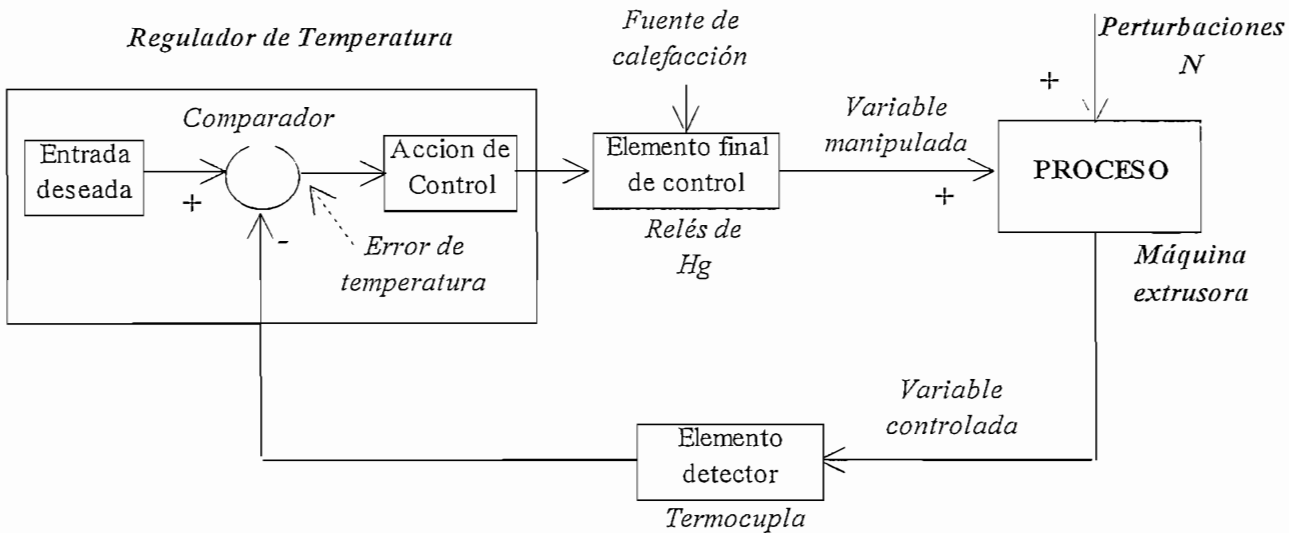 Regulador de Temperatura
Fuente de
calefacción
Perturbaciones
N
+
Comparador
Variable
manipulada
Entrada
deseada
+
Accion de
Control
Elemento final
de control
+
PROCESO
-
Error de
temperatura
Relés de
Hg
Máquina
extrusora
Variable
controlada
Elemento
detector
Termocupla